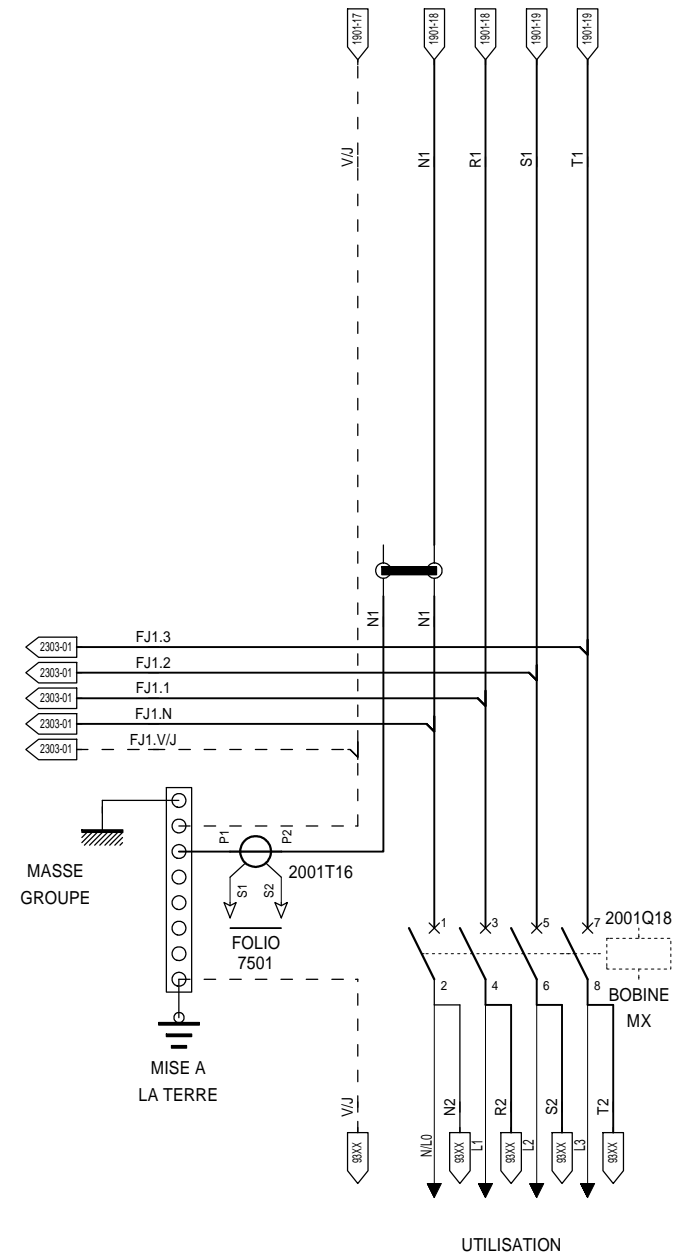 1901-17
1901-18
1901-18
1901-19
1901-19
V/J
N1
R1
S1
T1
N1
N1
2303-01
FJ1.3
2303-01
FJ1.2
2303-01
FJ1.1
2303-01
FJ1.N
2303-01
FJ1.V/J
MASSE
GROUPE
P1
P2
2001T16
S1
S2
FOLIO
7501
1
3
5
7
2001Q18
2
4
6
8
BOBINE
MX
MISE A
LA TERRE
V/J
93XX
N/L0
N2
93XX
L1
R2
93XX
L2
S2
93XX
L3
T2
93XX
UTILISATION